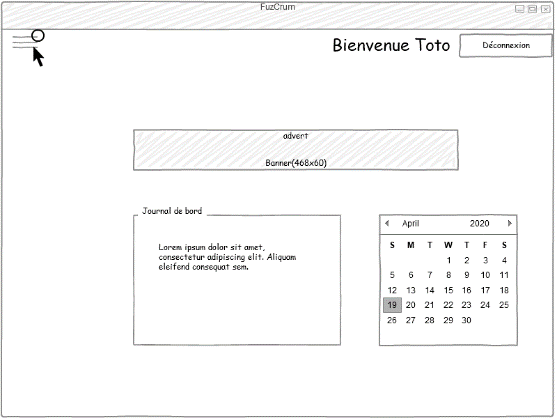 FuzCrum
Bienvenue Toto
Déconnexion
advert
Banner(468x60)
Journal de bord
Lorem ipsum dolor sit amet,
consectetur adipiscing elit. Aliquam
eleifend consequat sem.
April 2020
S M T W T F S
1 2 3 4
5 6 7 8 9 10 11
12 13 14 15 16 17 18
19 20 21 22 23 24 25
26 27 28 29 30